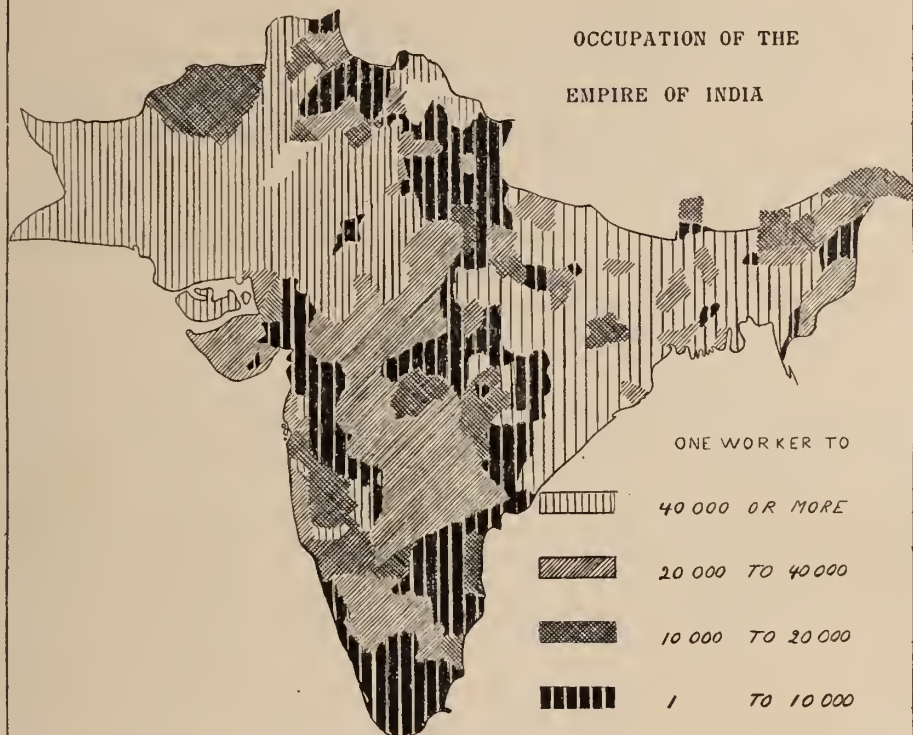 OCCUPATION OF THE
EMPIRE OF INDIA
ONE WORKER TO
40 000 OR MORE
20 000 TO 40 000
10 000 TO 20 000
1 TO 10 000